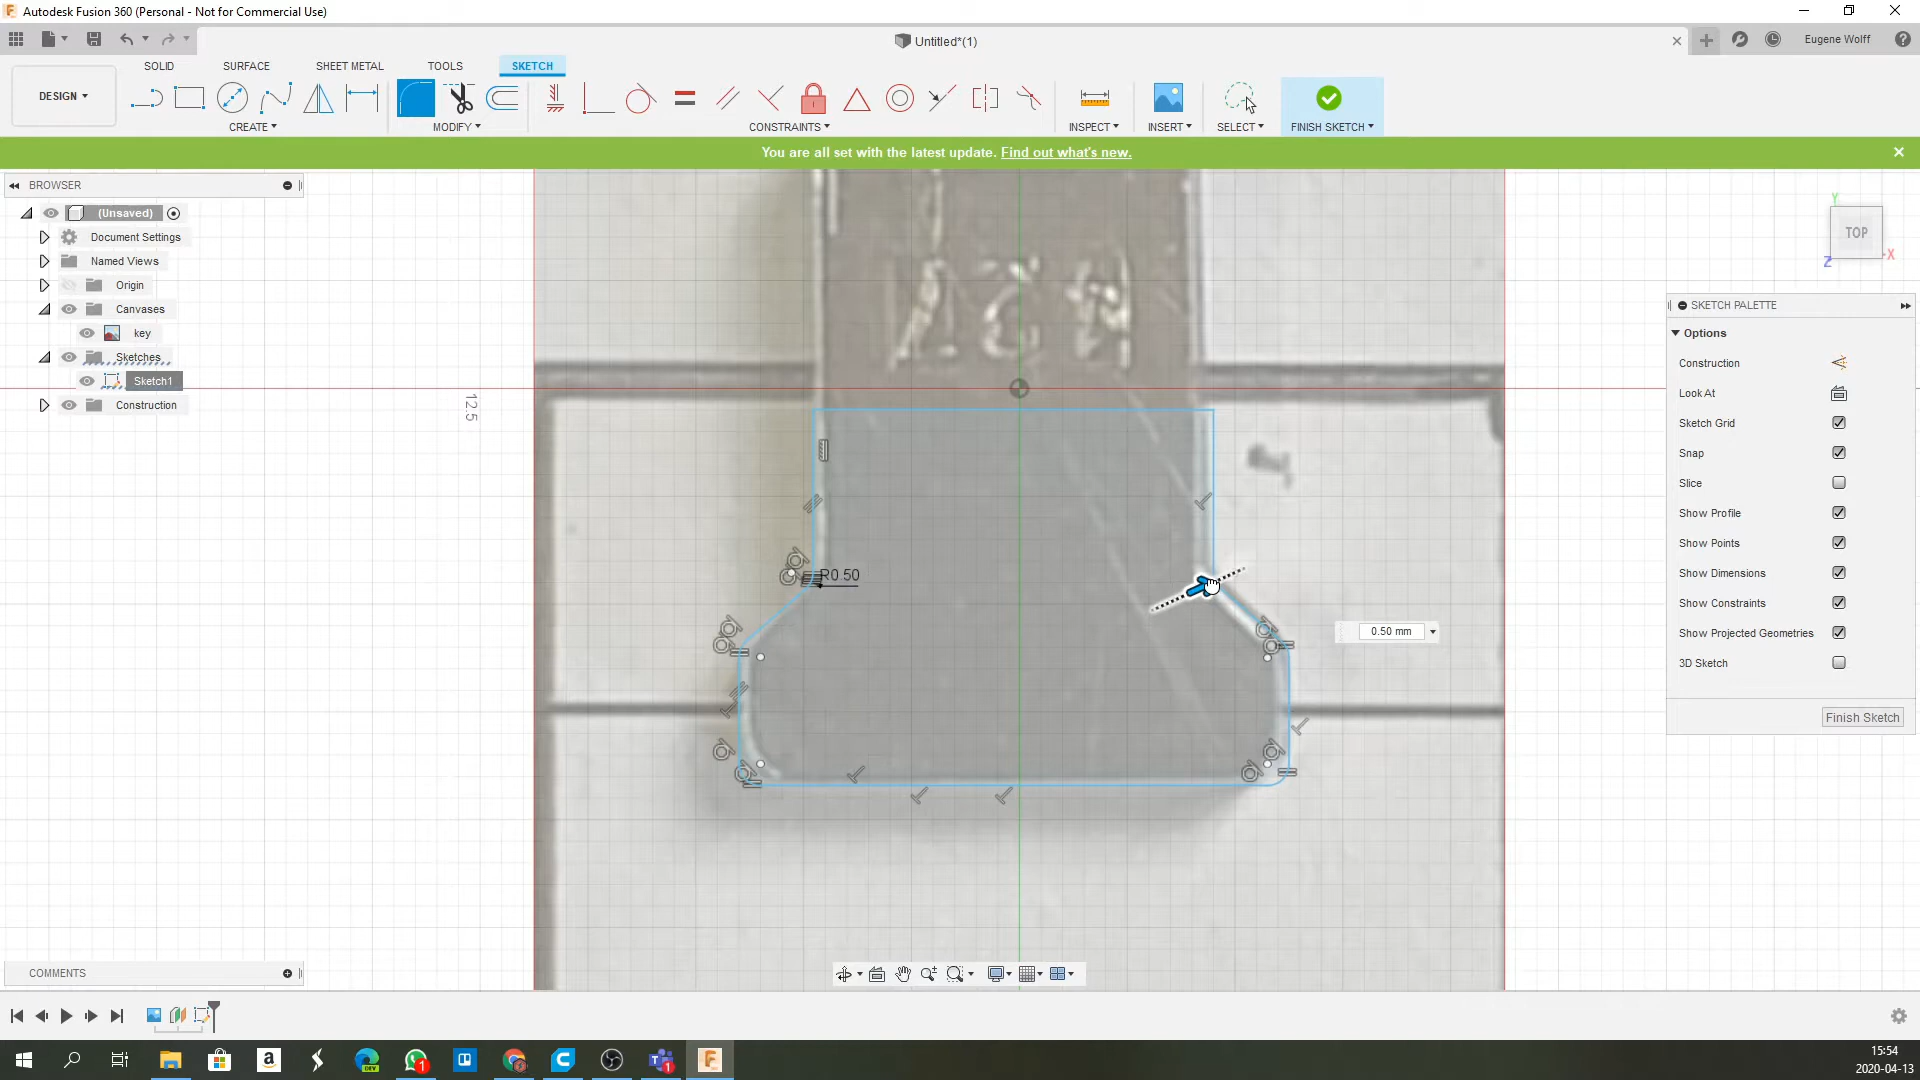 Autodesk Fusion 360 (Personal - Not for Commercial Use)
Untitled*(1)
Eugene Wolff
DESIGN
SOLID
SURFACE
SHEET METAL
TOOLS
SKETCH
CREATE
MODIFY
CONSTRAINTS
INSPECT
INSERT
SELECT
FINISH SKETCH
You are all set with the latest update. Find out what's new.
BROWSER
(Unsaved)
Document Settings
Named Views
Origin
Canvases
key
Sketches
Sketch1
Construction
12.5
R0.50
0.50 mm
TOP
Y
X
Z
SKETCH PALETTE
Options
Construction
Look At
Sketch Grid
Snap
Slice
Show Profile
Show Points
Show Dimensions
Show Constraints
Show Projected Geometries
3D Sketch
Finish Sketch
COMMENTS
15:54
2020-04-13